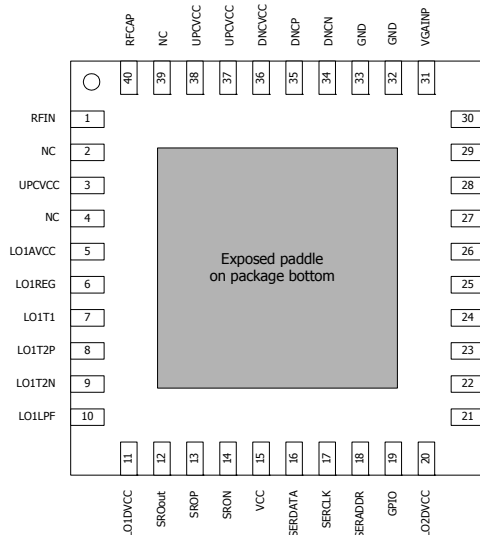 RFCAP
NC
UPCVCC
UPCVCC
DNCVCC
DNCP
DNCN
GND
GND
VGAINP
40
39
38
37
36
35
34
33
32
31
RFIN 1
NC 2
UPCVCC 3
NC 4
LO1AVCC 5
LO1REG 6
LO1T1 7
LO1T2P 8
LO1T2N 9
LO1LPF 10
Exposed paddle
on package bottom
30
29
28
27
26
25
24
23
22
21
11
12
13
14
15
16
17
18
19
20
LO1DVCC
SROout
SROP
SRON
VCC
SERDATA
SERCLK
SERADDR
GPIO
LO2DVCC